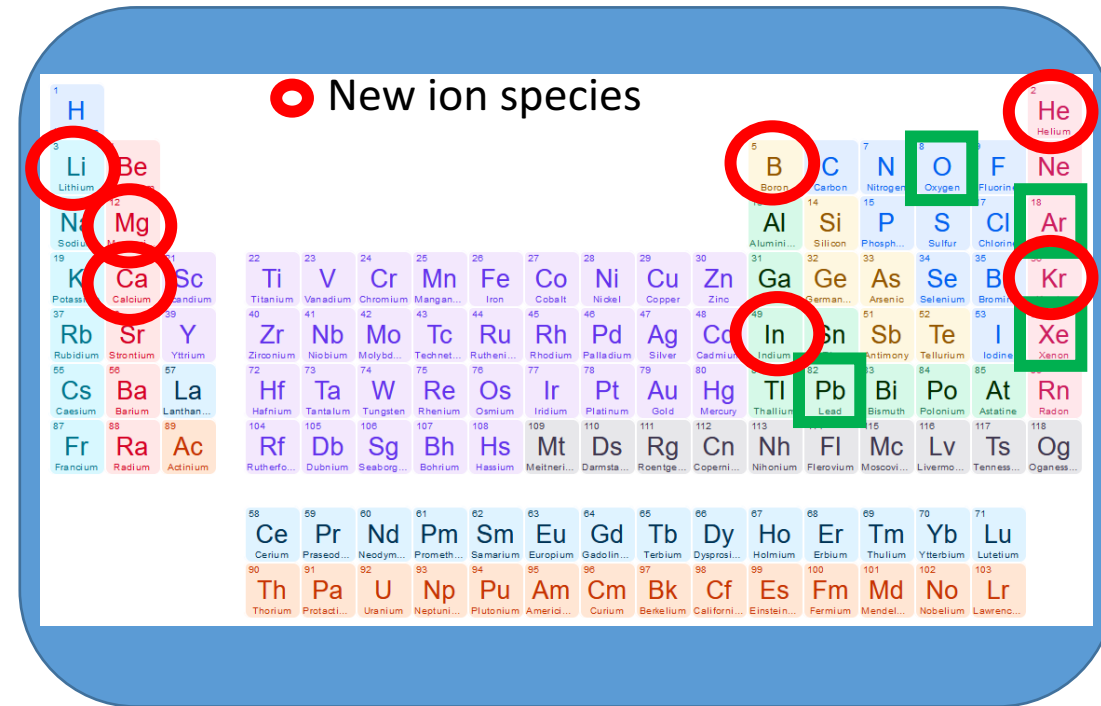 New ion species
1 2
H He
Helium
3 5 7 8
Li Be B C N O F Ne
Lithium Boron Carbon Nitrogen Oxygen Fluorin
12 14 15 17 18
Na Mg Al Si P S Cl Ar
Sodiu Alumini... Silicon Phosph... Sulfur Chlorine
19 21 22 23 24 25 26 27 28 29 30 31 32 33 34 35
K Ca Sc Ti V Cr Mn Fe Co Ni Cu Zn Ga Ge As Se B Kr
Potass Calcium candium Titanium Vanadium Chromium Mangan... Iron Cobalt Nickel Copper Zinc German... Arsenic Selenium Bromin
37 39 40 41 42 43 44 45 46 47 48 49 51 52 53
Rb Sr Y Zr Nb Mo Tc Ru Rh Pd Ag Cd In Sn Sb Te I Xe
Rubidium Strontium Yttrium Zirconium Niobium Molybd... Technet... Rutheni... Rhodium Palladium Silver Cadmium Indium Antimony Tellurium Iodine Xenon
55 56 57 72 73 74 75 76 77 78 79 80 82 83 84 85
Cs Ba La Hf Ta W Re Os Ir Pt Au Hg Tl Pb Bi Po At Rn
Caesium Barium Lanthan... Hafnium Tantalum Tungsten Rhenium Osmium Iridium Platinum Gold Mercury Thallium Lead Bismuth Polonium Astatine Radon
87 88 89 104 105 106 107 108 109 110 111 112 113 115 116 117 118
Fr Ra Ac Rf Db Sg Bh Hs Mt Ds Rg Cn Nh Fl Mc Lv Ts Og
Francium Radium Actinium Rutherfo... Dubnium Seaborg... Bohrium Hassium Meitneri... Darmsta... Roentge... Coperni... Nihonium Flerovium Moscovi... Livermo... Tenness... Oganess...
58 59 60 61 62 63 64 65 66 67 68 69 70 71
Ce Pr Nd Pm Sm Eu Gd Tb Dy Ho Er Tm Yb Lu
Cerium Praseod... Neodym... Prometh... Samarium Europium Gadolin... Terbium Dysprosi... Holmium Erbium Thulium Ytterbium Lutetium
90 91 92 93 94 95 96 97 98 99 100 101 102 103
Th Pa U Np Pu Am Cm Bk Cf Es Fm Md No Lr
Thorium Protacti... Uranium Neptuni... Plutonium Americi... Curium Berkelium Californi... Einstein... Fermium Mendel... Nobelium Lawrenc...